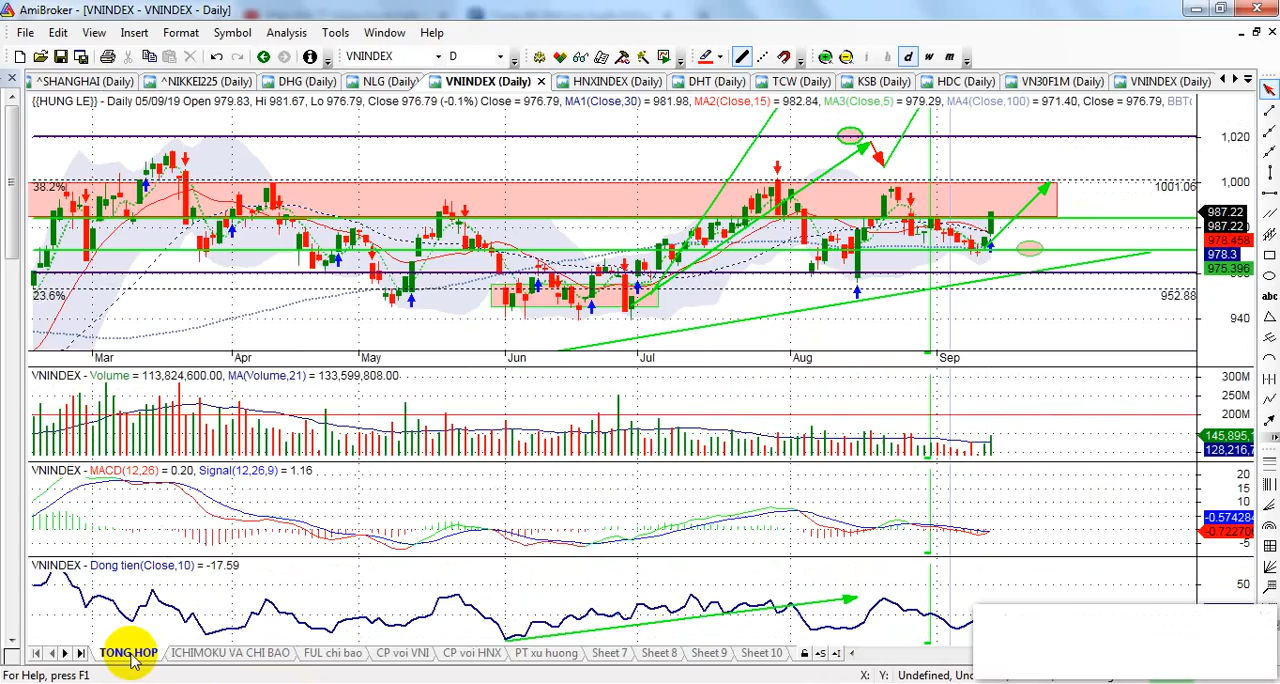 AmiBroker - [VNINDEX - VNINDEX - Daily]
File Edit View Insert Format Symbol Analysis Tools Window Help
VNINDEX D i h d w m
^SHANGHAI (Daily) ^NIKKEI225 (Daily) DHG (Daily) NLG (Daily) VNINDEX (Daily) HNXINDEX (Daily) DHT (Daily) TCW (Daily) KSB (Daily) HDC (Daily) VN30F1M (Daily) VNINDEX (Daily)
{{HUNG LE}} - Daily 05/09/19 Open 979.83, Hi 981.67, Lo 976.79, Close 976.79 (-0.1%) Close = 976.79, MA1(Close,30) = 981.98, MA2(Close,15) = 982.84, MA3(Close,5) = 979.29, MA4(Close,100) = 971.40, Close = 976.79,
1,020
38.2% 1001.06 1,000
987.22
987.22
978.458
978.3
975.396
23.6% 952.88
940
Mar Apr May Jun Jul Aug Sep
VNINDEX - Volume = 113,824,600.00, MA(Volume,21) = 133,599,808.00
300M
250M
200M
145,895,
128,216,7
VNINDEX - MACD(12,26) = 0.20, Signal(12,26,9) = 1.16
20
15
10
-0.574284
-0.722700
-5
VNINDEX - Dong tien(Close,10) = -17.59
50
TONG HOP ICHIMOKU VA CHI BAO FUL chi bao CP voi VNI CP voi HNX PT xu huong Sheet 7 Sheet 8 Sheet 9 Sheet 10
For Help, press F1 X: Y: Undefined,
abc